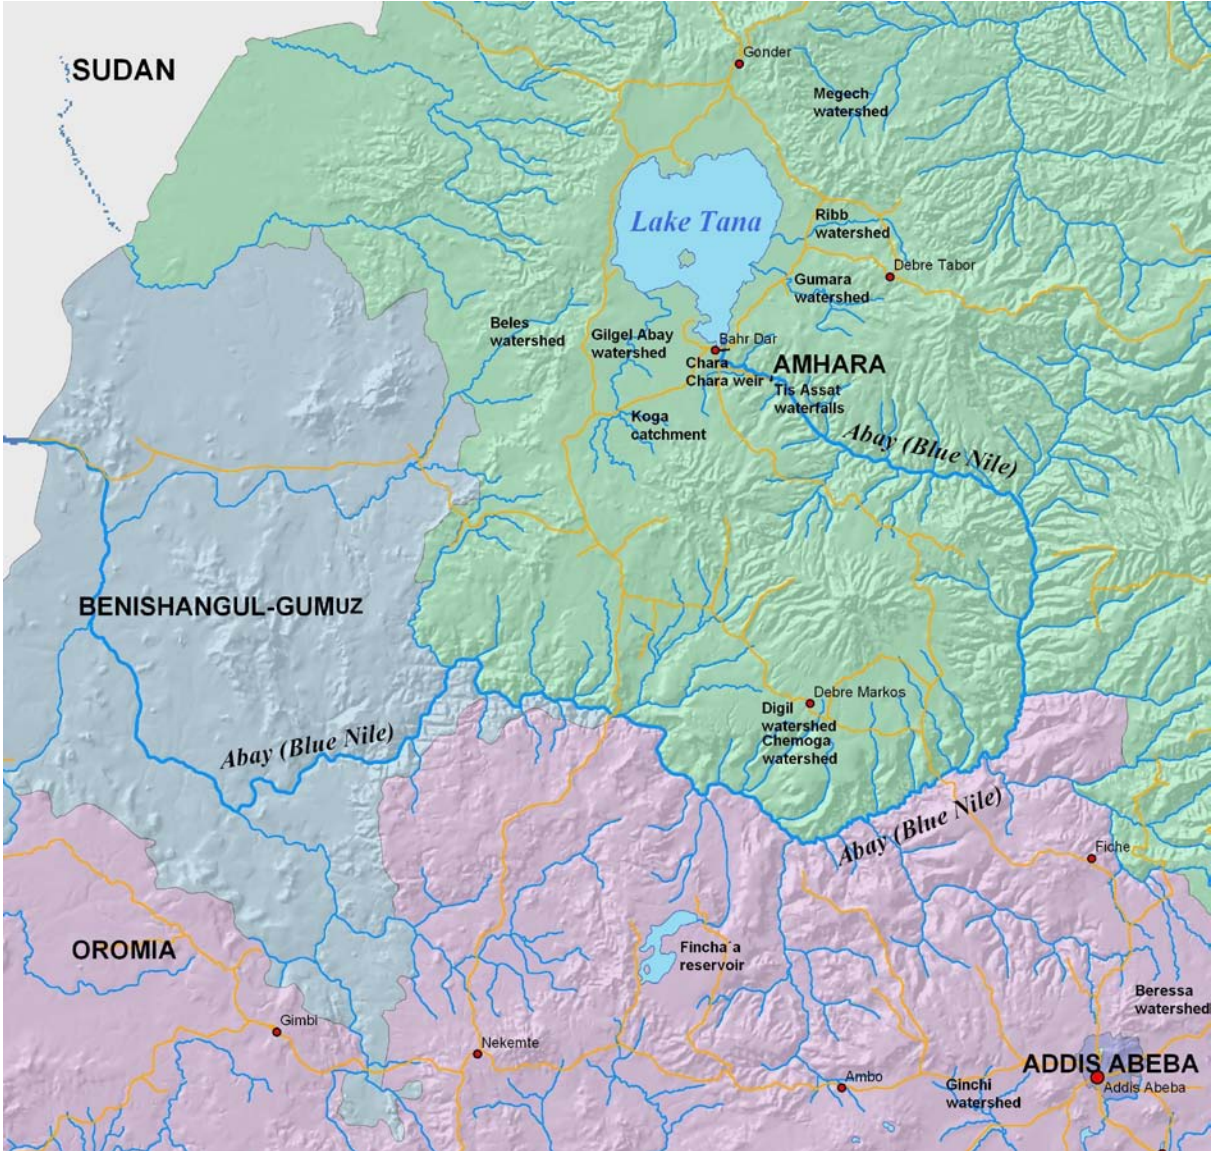 Gonder
SUDAN
Megech
watershed
Lake Tana
Ribb
watershed
Debre Tabor
Gumara
watershed
Beles
watershed
Gilgel Abay
watershed
Bahr Dar
Chara
Chara weir
AMHARA
Tis Assat
waterfalls
Koga
catchment
Abay (Blue Nile)
BENISHANGUL-GUMUZ
Debre Markos
Digil
watershed
Chemoga
watershed
Abay (Blue Nile)
Abay (Blue Nile)
Fiche
OROMIA
Fincha´a
reservoir
Beressa
watershed
Gimbi
Nekemte
ADDIS ABEBA
Ambo
Addis Abeba
Ginchi
watershed